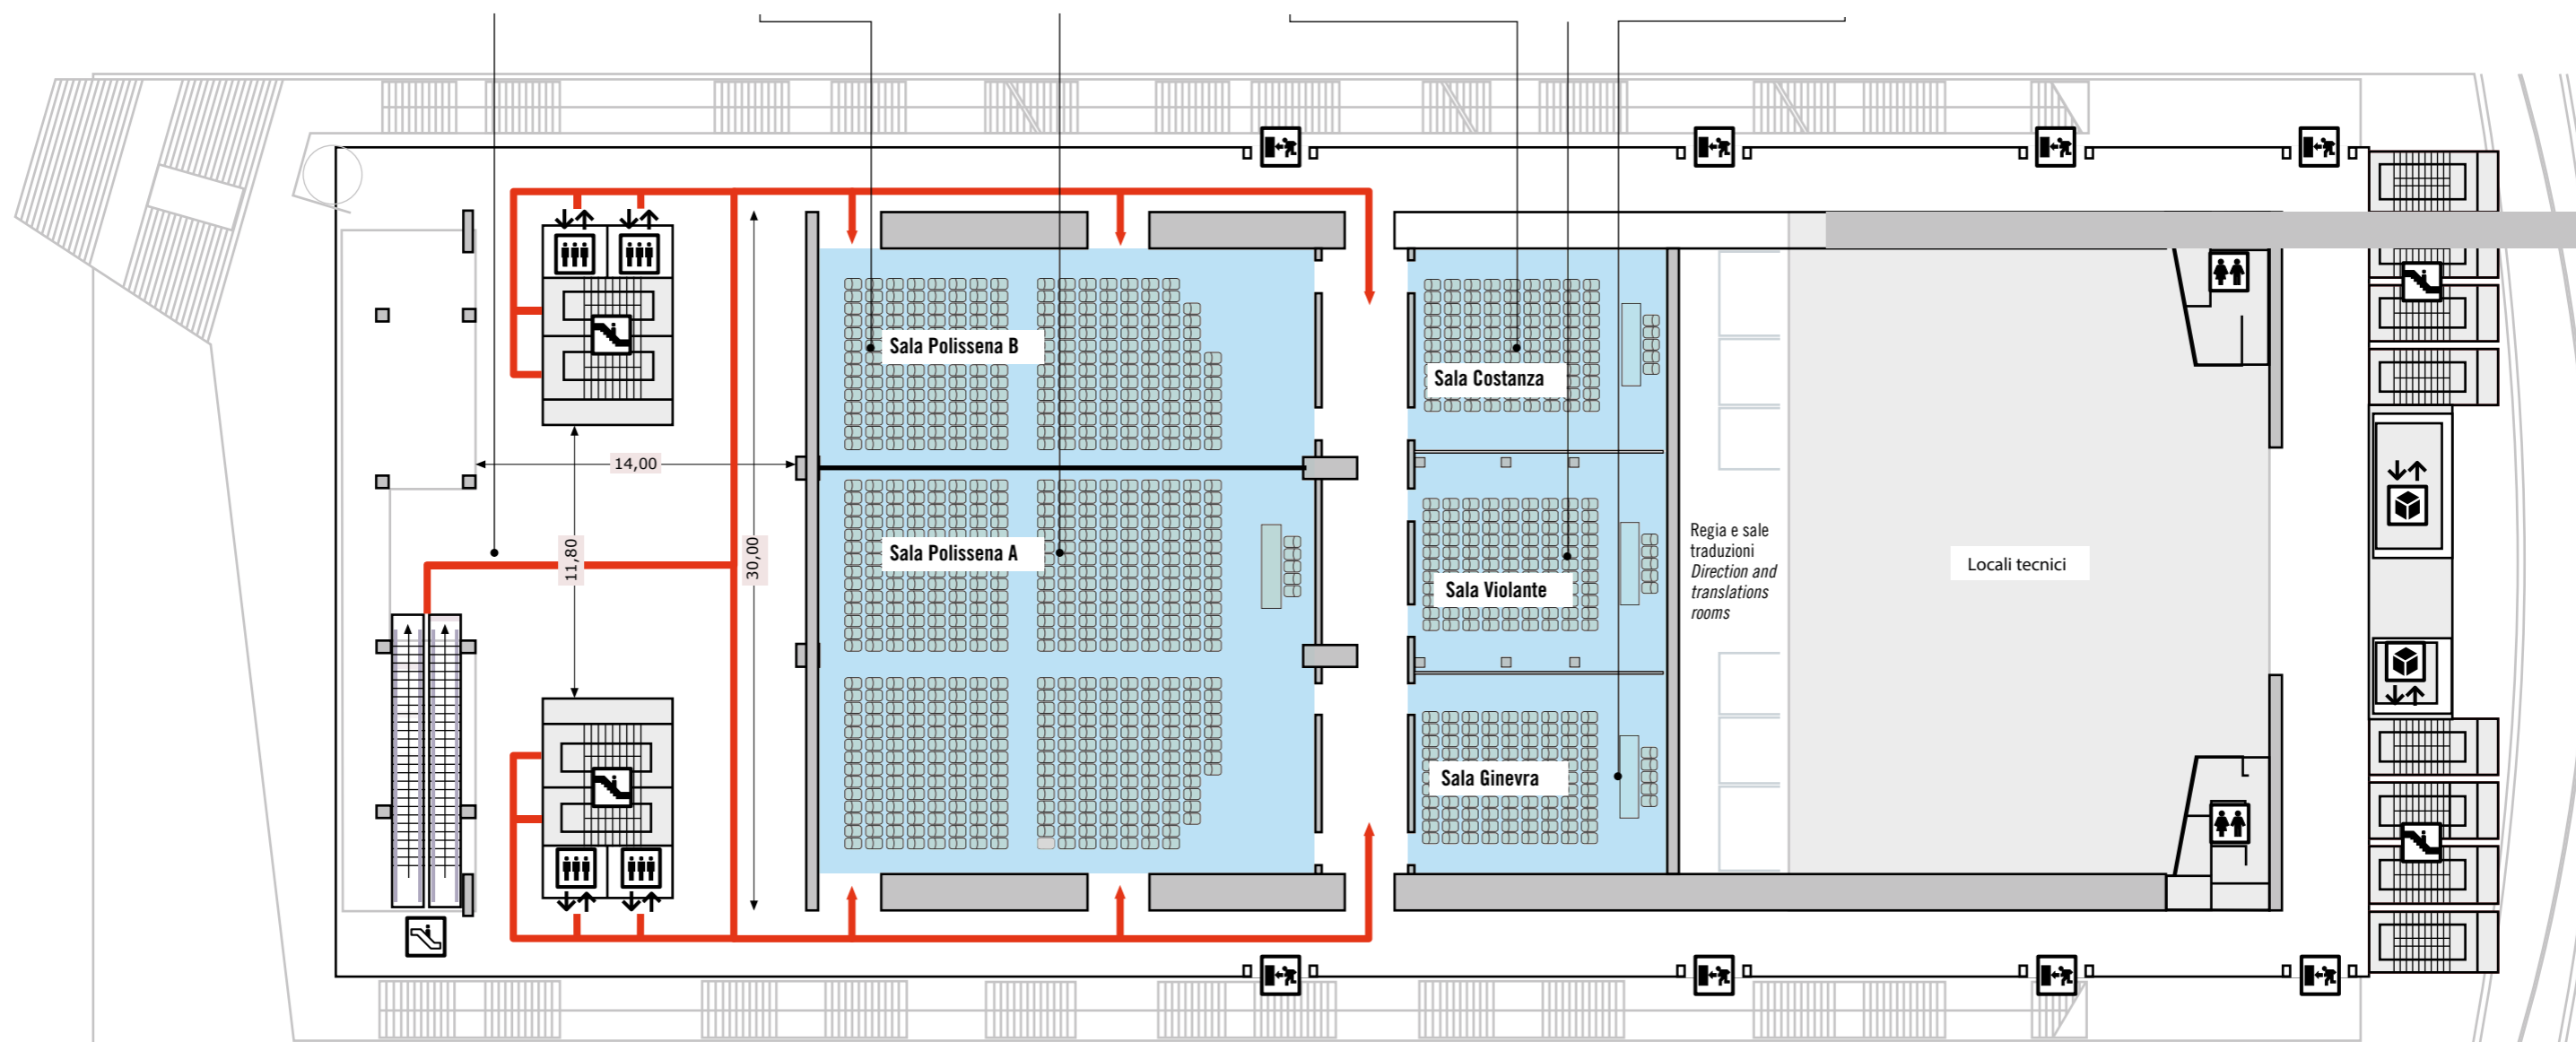 Sala Polissena B
Sala Costanza
14,00
11,80
30,00
Sala Polissena A
Sala Violante
Regia e sale
traduzioni
Direction and
translations
rooms
Locali tecnici
Sala Ginevra